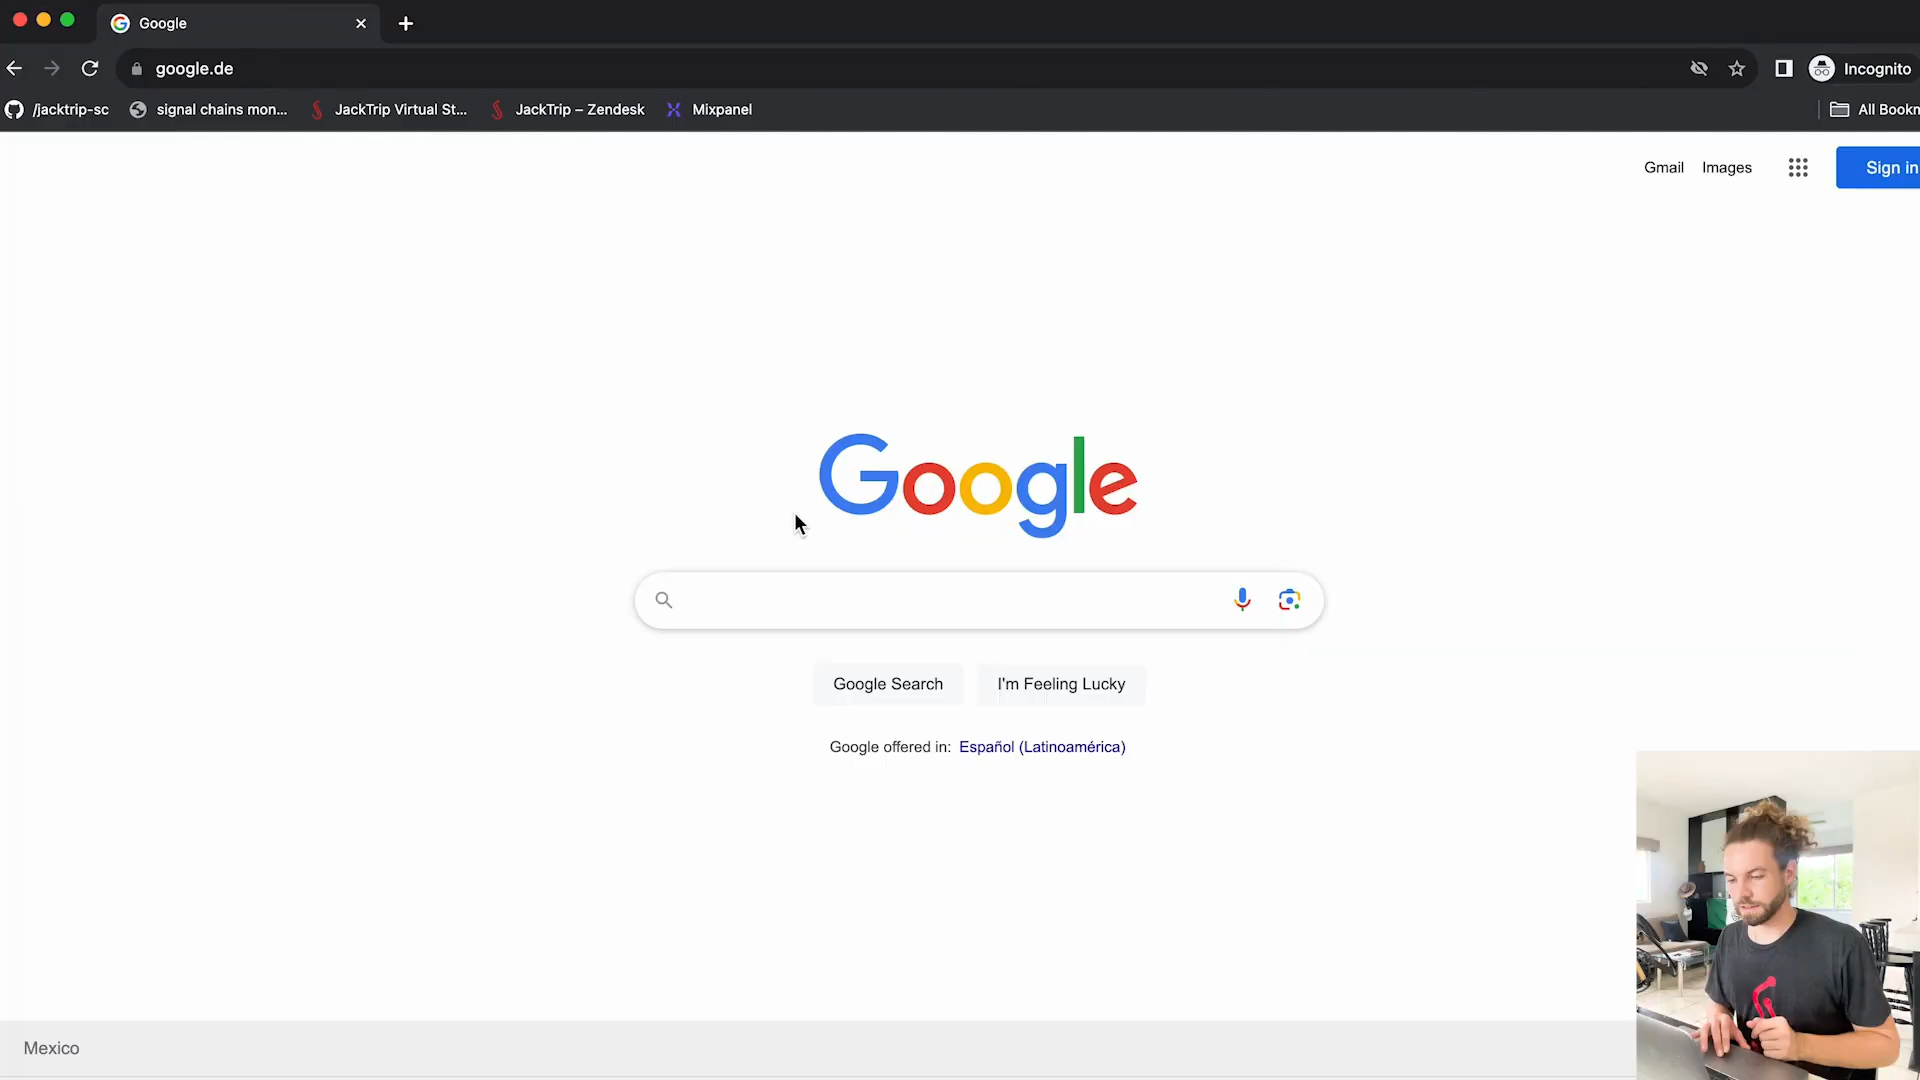 Google
google.de
Incognito
/jacktrip-sc
signal chains mon...
JackTrip Virtual St...
JackTrip – Zendesk
Mixpanel
All Bookn
Gmail
Images
Sign in
Google
Google Search
I'm Feeling Lucky
Google offered in: Español (Latinoamérica)
Mexico